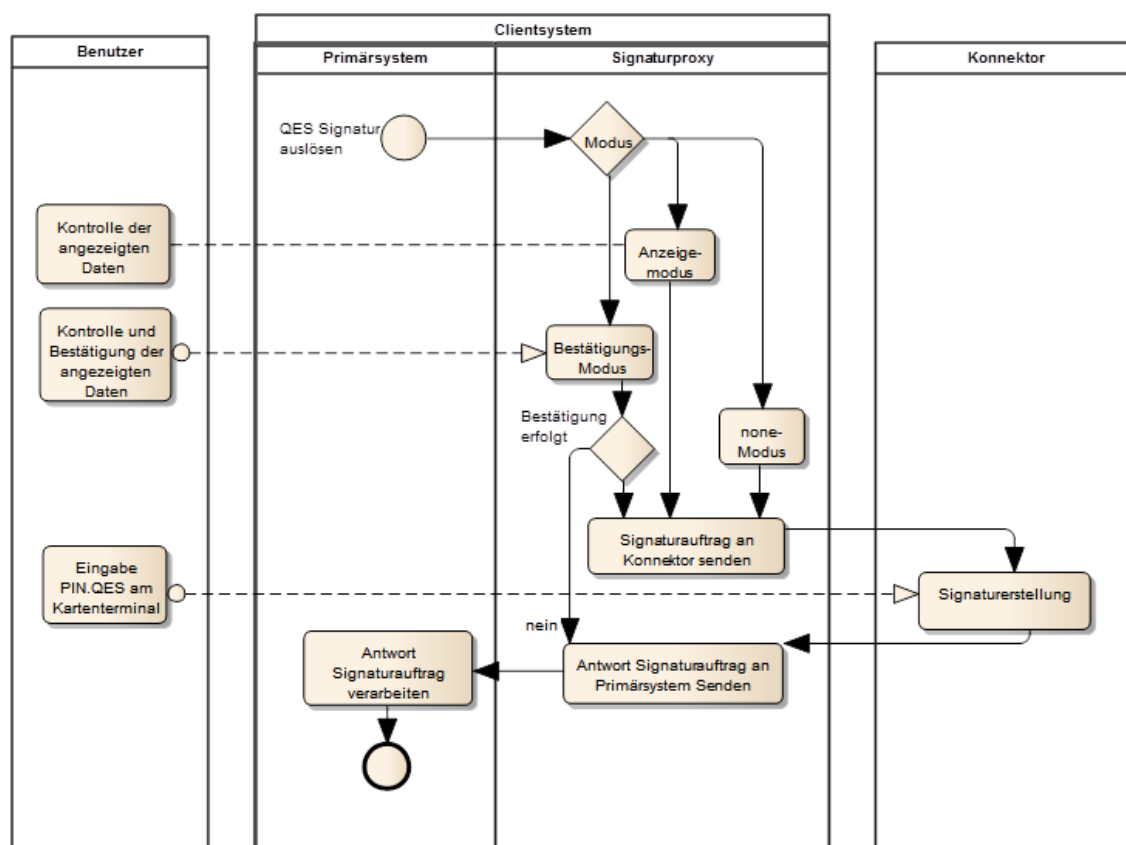 Clientsystem
Benutzer
Primärsystem
Signaturproxy
Konnektor
QES Signatur
auslösen
Modus
Kontrolle der
angezeigten
Daten
Anzeige-
modus
Kontrolle und
Bestätigung der
angezeigten
Daten
Bestätigungs-
Modus
Bestätigung
erfolgt
none-
Modus
Signaturauftrag an
Konnektor senden
Eingabe
PIN.QES am
Kartenterminal
Signaturerstellung
nein
Antwort
Signaturauftrag
verarbeiten
Antwort Signaturauftrag an
Primärsystem Senden